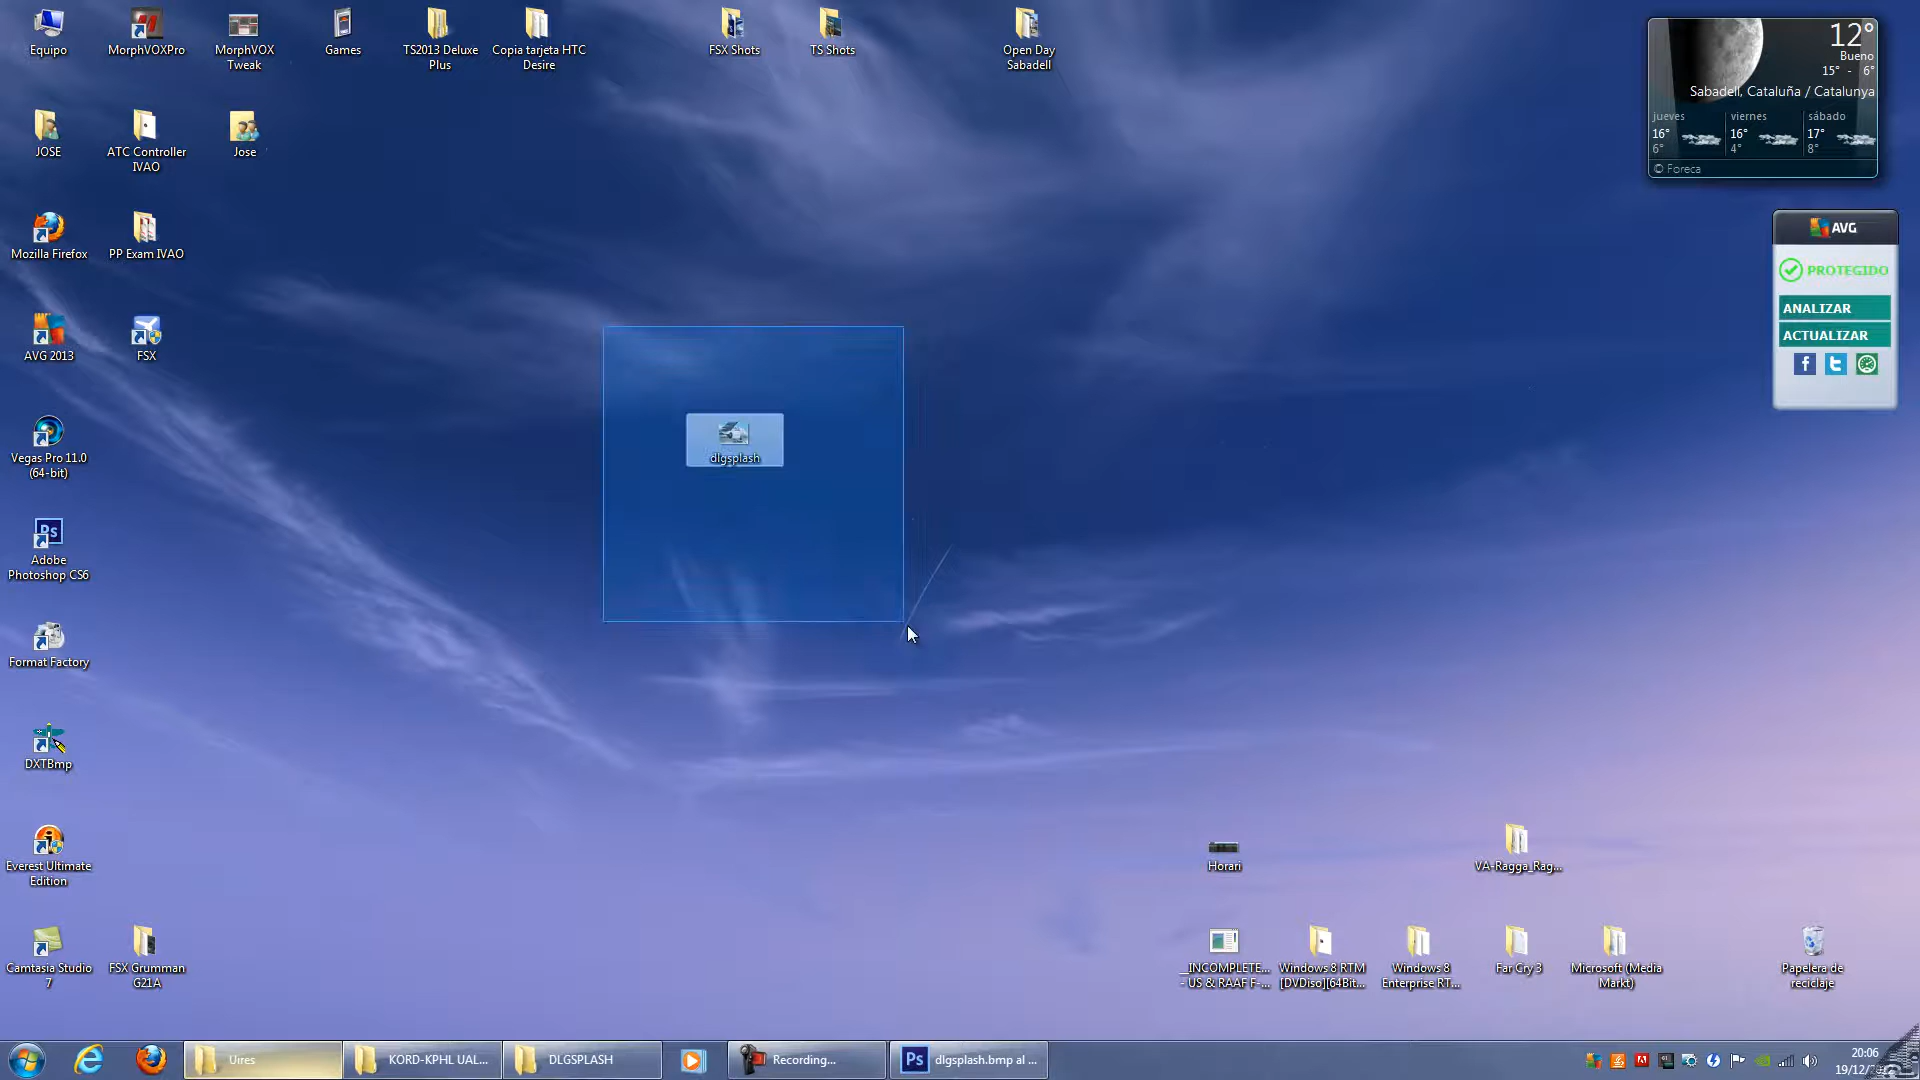 Equipo
MorphVOXPro
MorphVOX
Tweak
Games
TS2013 Deluxe
Plus
Copia tarjeta HTC
Desire
FSX Shots
TS Shots
Open Day
Sabadell
12°
Bueno
15° - 6°
Sabadell, Cataluña / Catalunya
jueves
viernes
sábado
16°
16°
17°
6°
4°
8°
© Foreca
JOSE
ATC Controller
IVAO
Jose
AVG
PROTEGIDO
ANALIZAR
ACTUALIZAR
Mozilla Firefox
PP Exam IVAO
AVG 2013
FSX
dlgsplash
Vegas Pro 11.0
(64-bit)
Adobe
Photoshop CS6
Format Factory
DXTBmp
Everest Ultimate
Edition
Horari
VA-Ragga_Rag...
Camtasia Studio
7
FSX Grumman
G21A
__INCOMPLETE...
- US & RAAF F-...
Windows 8 RTM
[DVDiso][64Bit...
Windows 8
Enterprise RT...
Far Cry 3
Microsoft (Media
Markt)
Papelera de
reciclaje
Uires
KORD-KPHL UAL...
DLGSPLASH
Recording...
Ps
dlgsplash.bmp al ...
20:06